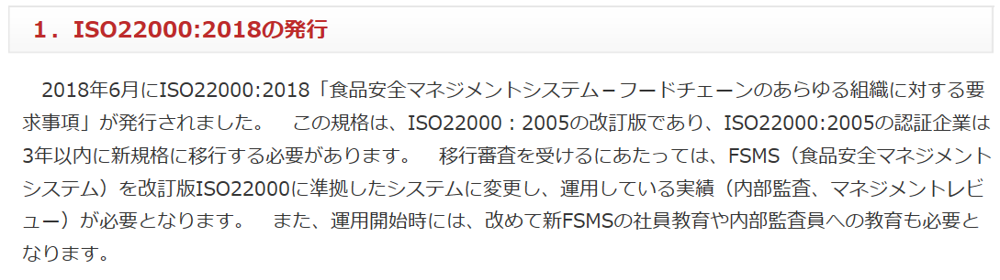 １．ISO22000:2018の発行
　2018年6月にISO22000:2018「食品安全マネジメントシステム－フードチェーンのあらゆる組織に対する要
求事項」が発行されました。　この規格は、ISO22000：2005の改訂版であり、ISO22000:2005の認証企業は
3年以内に新規格に移行する必要があります。　移行審査を受けるにあたっては、FSMS（食品安全マネジメント
システム）を改訂版ISO22000に準拠したシステムに変更し、運用している実績（内部監査、マネジメントレビ
ュー）が必要となります。　また、運用開始時には、改めて新FSMSの社員教育や内部監査員への教育も必要と
なります。